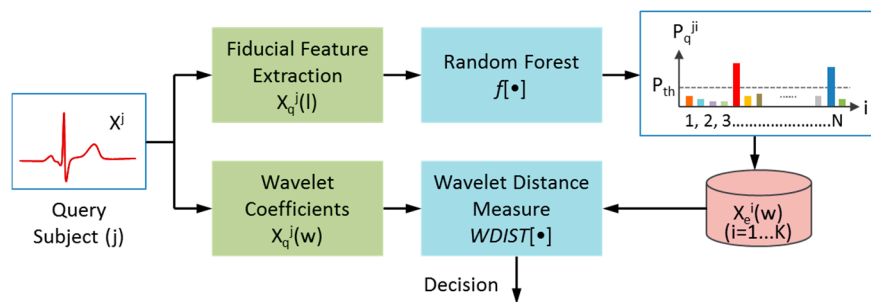 X^j
Query
Subject (j)
Fiducial Feature
Extraction
X_q^j(l)
Random Forest
f[•]
P_q^ji
P_th
i
1, 2, 3.......................N
......
Wavelet
Coefficients
X_q^j(w)
Wavelet Distance
Measure
WDIST[•]
X_e^i(w)
(i=1...K)
Decision